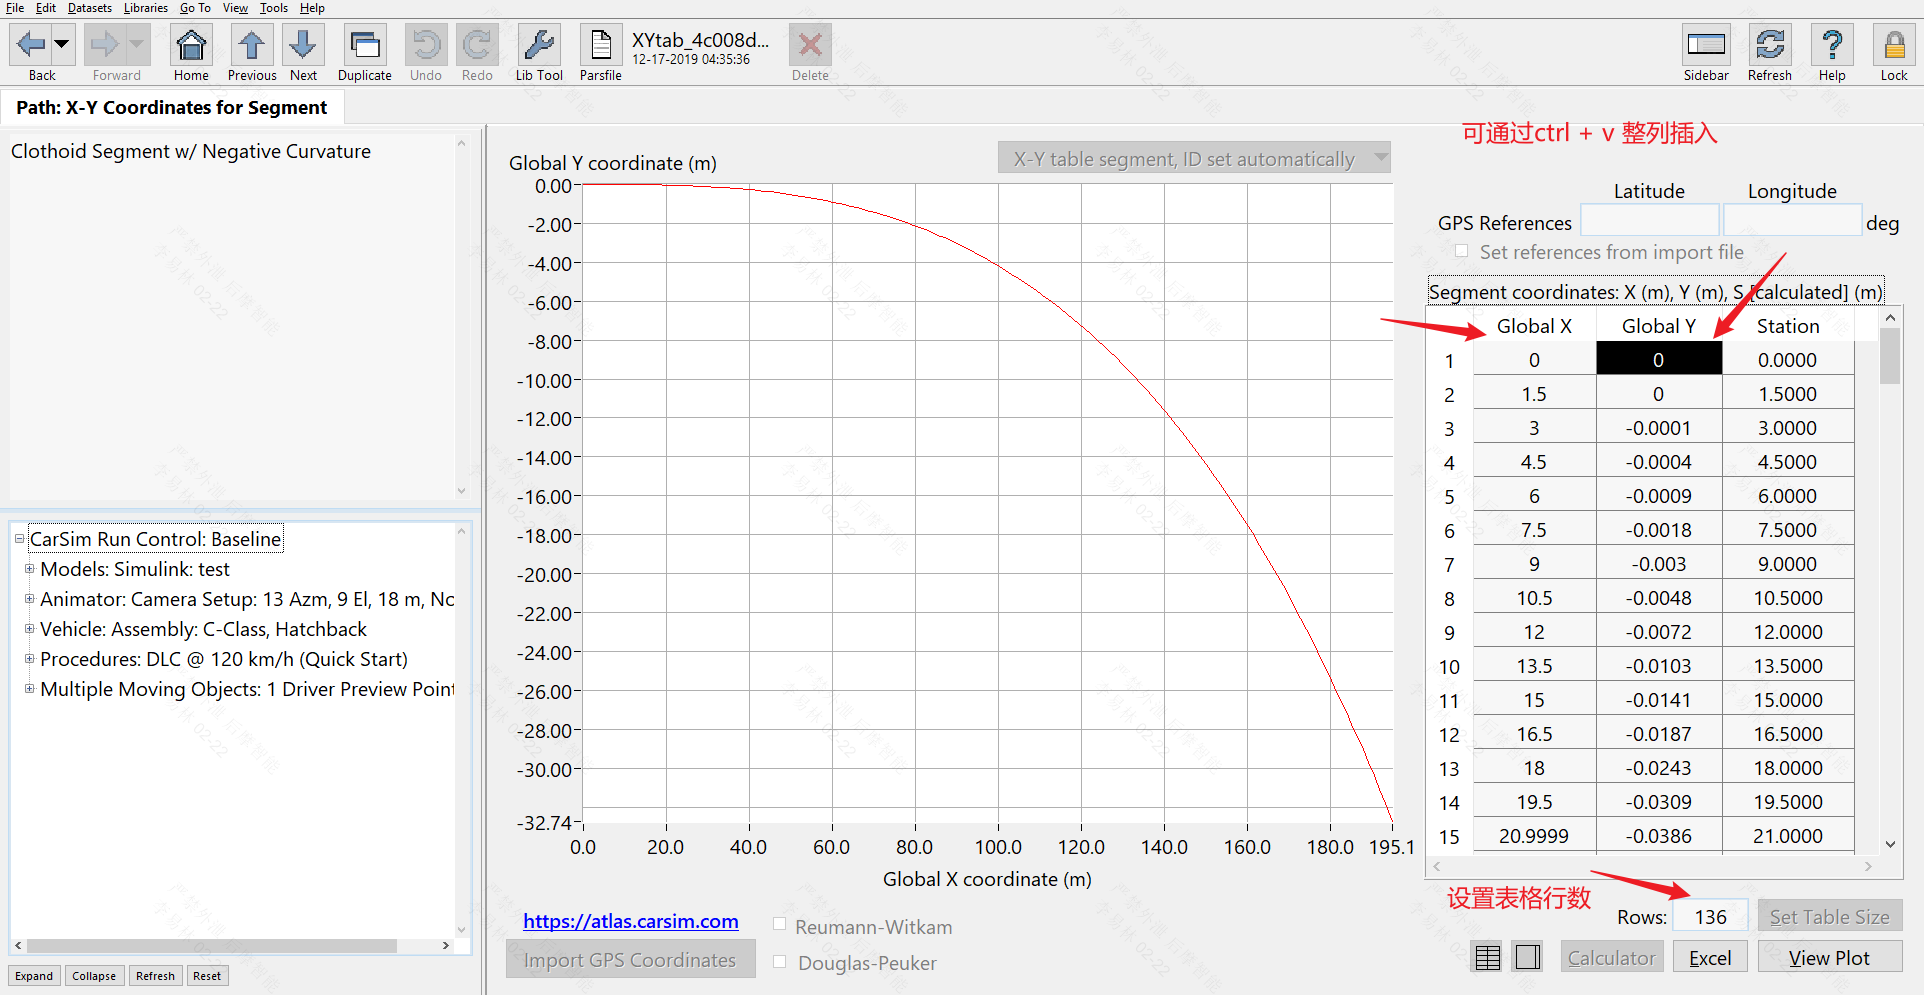 File Edit Datasets Libraries Go To View Tools Help
Back Forward Home Previous Next Duplicate Undo Redo Lib Tool Parsfile XYtab_4c008d... 12-17-2019 04:35:36 Delete Sidebar Refresh Help Lock
Path: X-Y Coordinates for Segment
Clothoid Segment w/ Negative Curvature
CarSim Run Control: Baseline
Models: Simulink: test
Animator: Camera Setup: 13 Azm, 9 El, 18 m, Nc
Vehicle: Assembly: C-Class, Hatchback
Procedures: DLC @ 120 km/h (Quick Start)
Multiple Moving Objects: 1 Driver Preview Point
Expand Collapse Refresh Reset
Global Y coordinate (m)
X-Y table segment, ID set automatically
0.00
-2.00
-4.00
-6.00
-8.00
-10.00
-12.00
-14.00
-16.00
-18.00
-20.00
-22.00
-24.00
-26.00
-28.00
-30.00
-32.74
0.0 20.0 40.0 60.0 80.0 100.0 120.0 140.0 160.0 180.0 195.1
Global X coordinate (m)
https://atlas.carsim.com
Reumann-Witkam
Import GPS Coordinates
Douglas-Peuker
可通过ctrl + v 整列插入
Latitude Longitude
GPS References deg
Set references from import file
Segment coordinates: X (m), Y (m), S [calculated] (m)
Global X Global Y Station
1 0 0 0.0000
2 1.5 0 1.5000
3 3 -0.0001 3.0000
4 4.5 -0.0004 4.5000
5 6 -0.0009 6.0000
6 7.5 -0.0018 7.5000
7 9 -0.003 9.0000
8 10.5 -0.0048 10.5000
9 12 -0.0072 12.0000
10 13.5 -0.0103 13.5000
11 15 -0.0141 15.0000
12 16.5 -0.0187 16.5000
13 18 -0.0243 18.0000
14 19.5 -0.0309 19.5000
15 20.9999 -0.0386 21.0000
设置表格行数
Rows: 136 Set Table Size
Calculator Excel View Plot